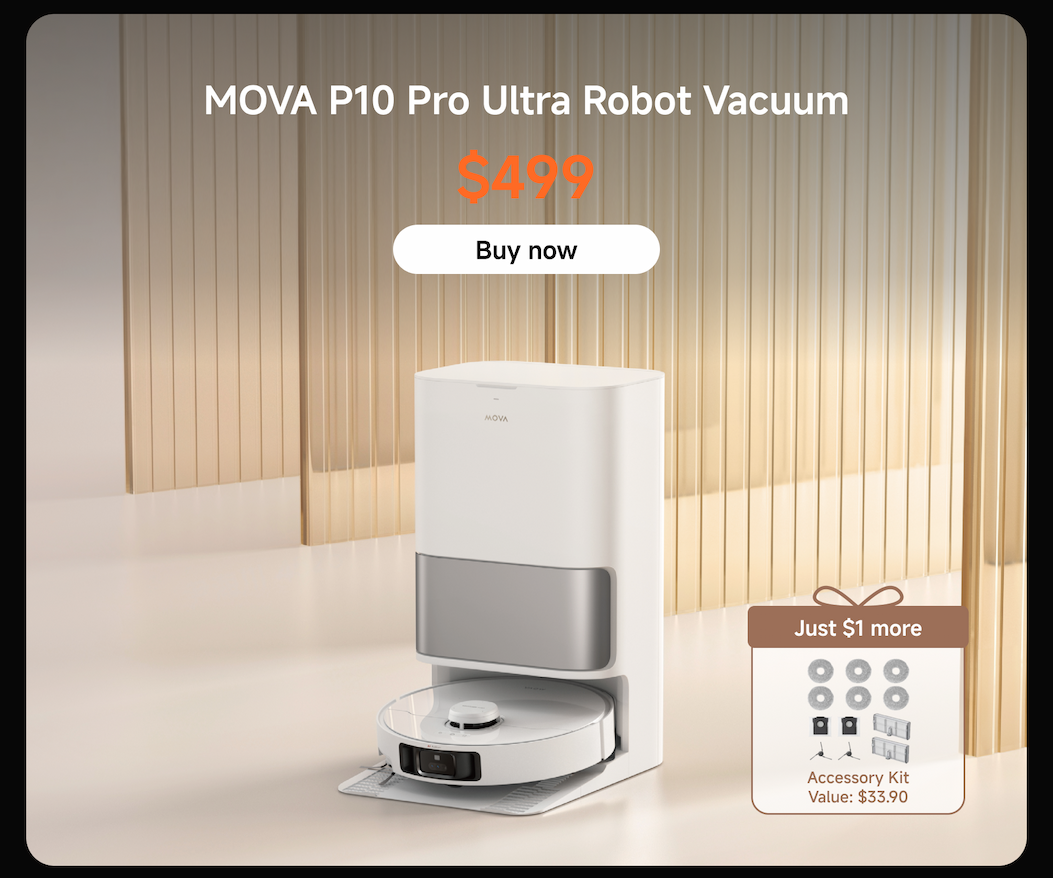 MOVA P10 Pro Ultra Robot Vacuum
$499
Buy now
MOVA
Just $1 more
Accessory Kit
Value: $33.90